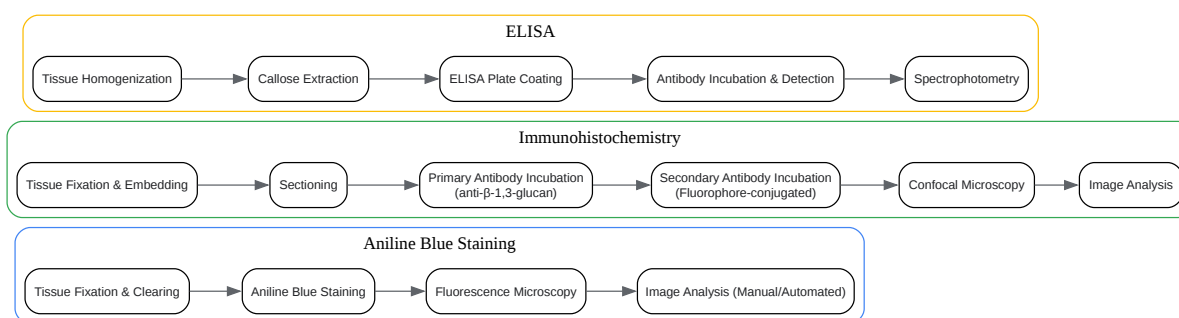 ELISA
Tissue Homogenization
Callose Extraction
ELISA Plate Coating
Antibody Incubation & Detection
Spectrophotometry
Immunohistochemistry
Tissue Fixation & Embedding
Sectioning
Primary Antibody Incubation
(anti-β-1,3-glucan)
Secondary Antibody Incubation
(Fluorophore-conjugated)
Confocal Microscopy
Image Analysis
Aniline Blue Staining
Tissue Fixation & Clearing
Aniline Blue Staining
Fluorescence Microscopy
Image Analysis (Manual/Automated)